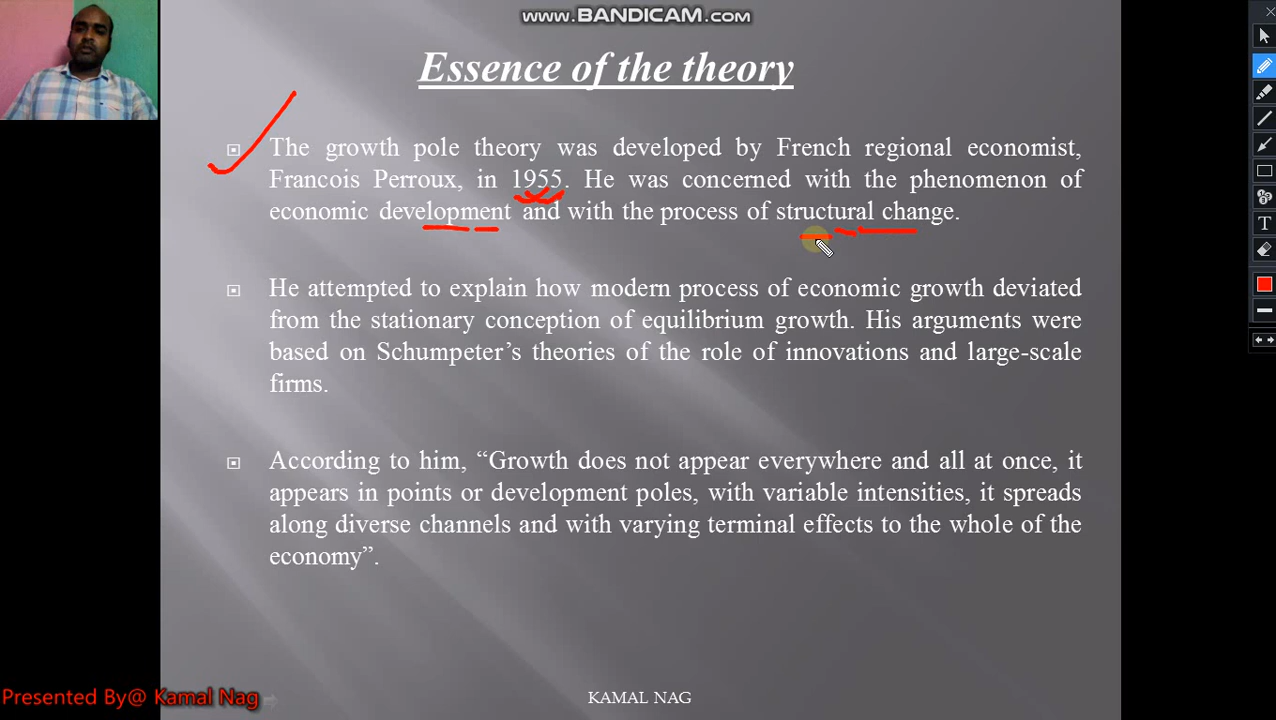 www.BANDICAM.com
Essence of the theory
The growth pole theory was developed by French regional economist,
Francois Perroux, in 1955. He was concerned with the phenomenon of
economic development and with the process of structural change.
He attempted to explain how modern process of economic growth deviated
from the stationary conception of equilibrium growth. His arguments were
based on Schumpeter’s theories of the role of innovations and large-scale
firms.
According to him, “Growth does not appear everywhere and all at once, it
appears in points or development poles, with variable intensities, it spreads
along diverse channels and with varying terminal effects to the whole of the
economy”.
Presented By@ Kamal Nag
KAMAL NAG
T